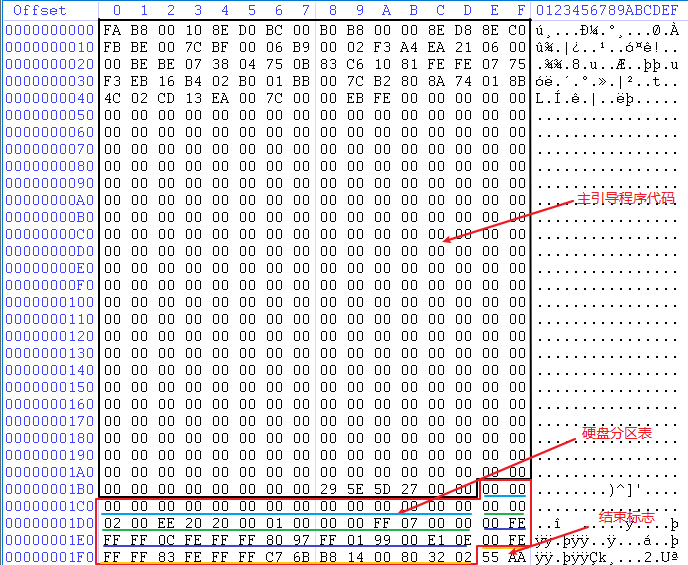 Offset 0 1 2 3 4 5 6 7 8 9 A B C D E F 0123456789ABCDEF
0000000000 FA B8 00 10 8E D0 BC 00 B0 B8 00 00 8E D8 8E C0 ú¸...Ð¼.°¸...Ø.À
0000000010 FB BE 00 7C BF 00 06 B9 00 02 F3 A4 EA 21 06 00 û¾.|¿..¹..ó¤ê!..
0000000020 00 BE BE 07 38 04 75 0B 83 C6 10 81 FE FE 07 75 .¾¾.8.u..Æ..þþ.u
0000000030 F3 EB 16 B4 02 B0 01 BB 00 7C B2 80 8A 74 01 8B óë.´.°.».|²..t..
0000000040 4C 02 CD 13 EA 00 7C 00 00 EB FE 00 00 00 00 00 L.Í.ê.|..ëþ.....
0000000050 00 00 00 00 00 00 00 00 00 00 00 00 00 00 00 00 ................
0000000060 00 00 00 00 00 00 00 00 00 00 00 00 00 00 00 00 ................
0000000070 00 00 00 00 00 00 00 00 00 00 00 00 00 00 00 00 ................
0000000080 00 00 00 00 00 00 00 00 00 00 00 00 00 00 00 00 ................
0000000090 00 00 00 00 00 00 00 00 00 00 00 00 00 00 00 00 ................
00000000A0 00 00 00 00 00 00 00 00 00 00 00 00 00 00 00 00 ................
主引导程序代码
00000000B0 00 00 00 00 00 00 00 00 00 00 00 00 00 00 00 00 ................
00000000C0 00 00 00 00 00 00 00 00 00 00 00 00 00 00 00 00 ................
00000000D0 00 00 00 00 00 00 00 00 00 00 00 00 00 00 00 00 ................
00000000E0 00 00 00 00 00 00 00 00 00 00 00 00 00 00 00 00 ................
00000000F0 00 00 00 00 00 00 00 00 00 00 00 00 00 00 00 00 ................
0000000100 00 00 00 00 00 00 00 00 00 00 00 00 00 00 00 00 ................
0000000110 00 00 00 00 00 00 00 00 00 00 00 00 00 00 00 00 ................
0000000120 00 00 00 00 00 00 00 00 00 00 00 00 00 00 00 00 ................
0000000130 00 00 00 00 00 00 00 00 00 00 00 00 00 00 00 00 ................
0000000140 00 00 00 00 00 00 00 00 00 00 00 00 00 00 00 00 ................
0000000150 00 00 00 00 00 00 00 00 00 00 00 00 00 00 00 00 ................
0000000160 00 00 00 00 00 00 00 00 00 00 00 00 00 00 00 00 ................
0000000170 00 00 00 00 00 00 00 00 00 00 00 00 00 00 00 00 ................
0000000180 00 00 00 00 00 00 00 00 00 00 00 00 00 00 00 00 ................
硬盘分区表
0000000190 00 00 00 00 00 00 00 00 00 00 00 00 00 00 00 00 ................
00000001A0 00 00 00 00 00 00 00 00 00 00 00 00 00 00 00 00 ................
00000001B0 00 00 00 00 00 00 00 00 29 5E 5D 27 00 00 00 00 ........)^]'....
00000001C0 00 00 00 00 00 00 00 00 00 00 00 00 00 00 00 00 ................
结束标志
00000001D0 02 00 EE 20 20 00 01 00 00 00 FF 07 00 00 00 FE ..î  .....ÿ....þ
00000001E0 FF FF 0C FE FF FF 80 97 FF 01 99 00 E1 0F 00 FE ÿÿ.þÿÿ..ÿ...á..þ
00000001F0 FF FF 83 FE FF FF C7 6B B8 14 00 80 32 02 55 AA ÿÿ.þÿÿÇk¸...2.Uª